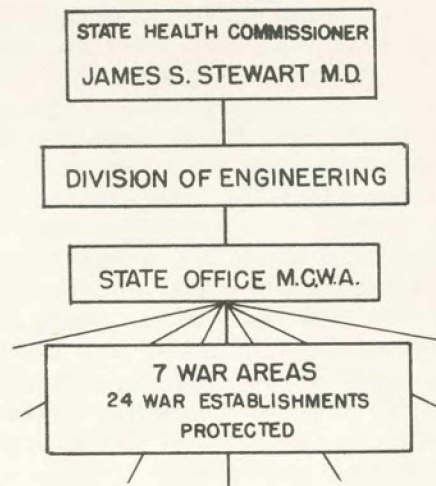 STATE HEALTH COMMISSIONER
JAMES S. STEWART M.D.
DIVISION OF ENGINEERING
STATE OFFICE M.C.W.A.
7 WAR AREAS
24 WAR ESTABLISHMENTS
PROTECTED